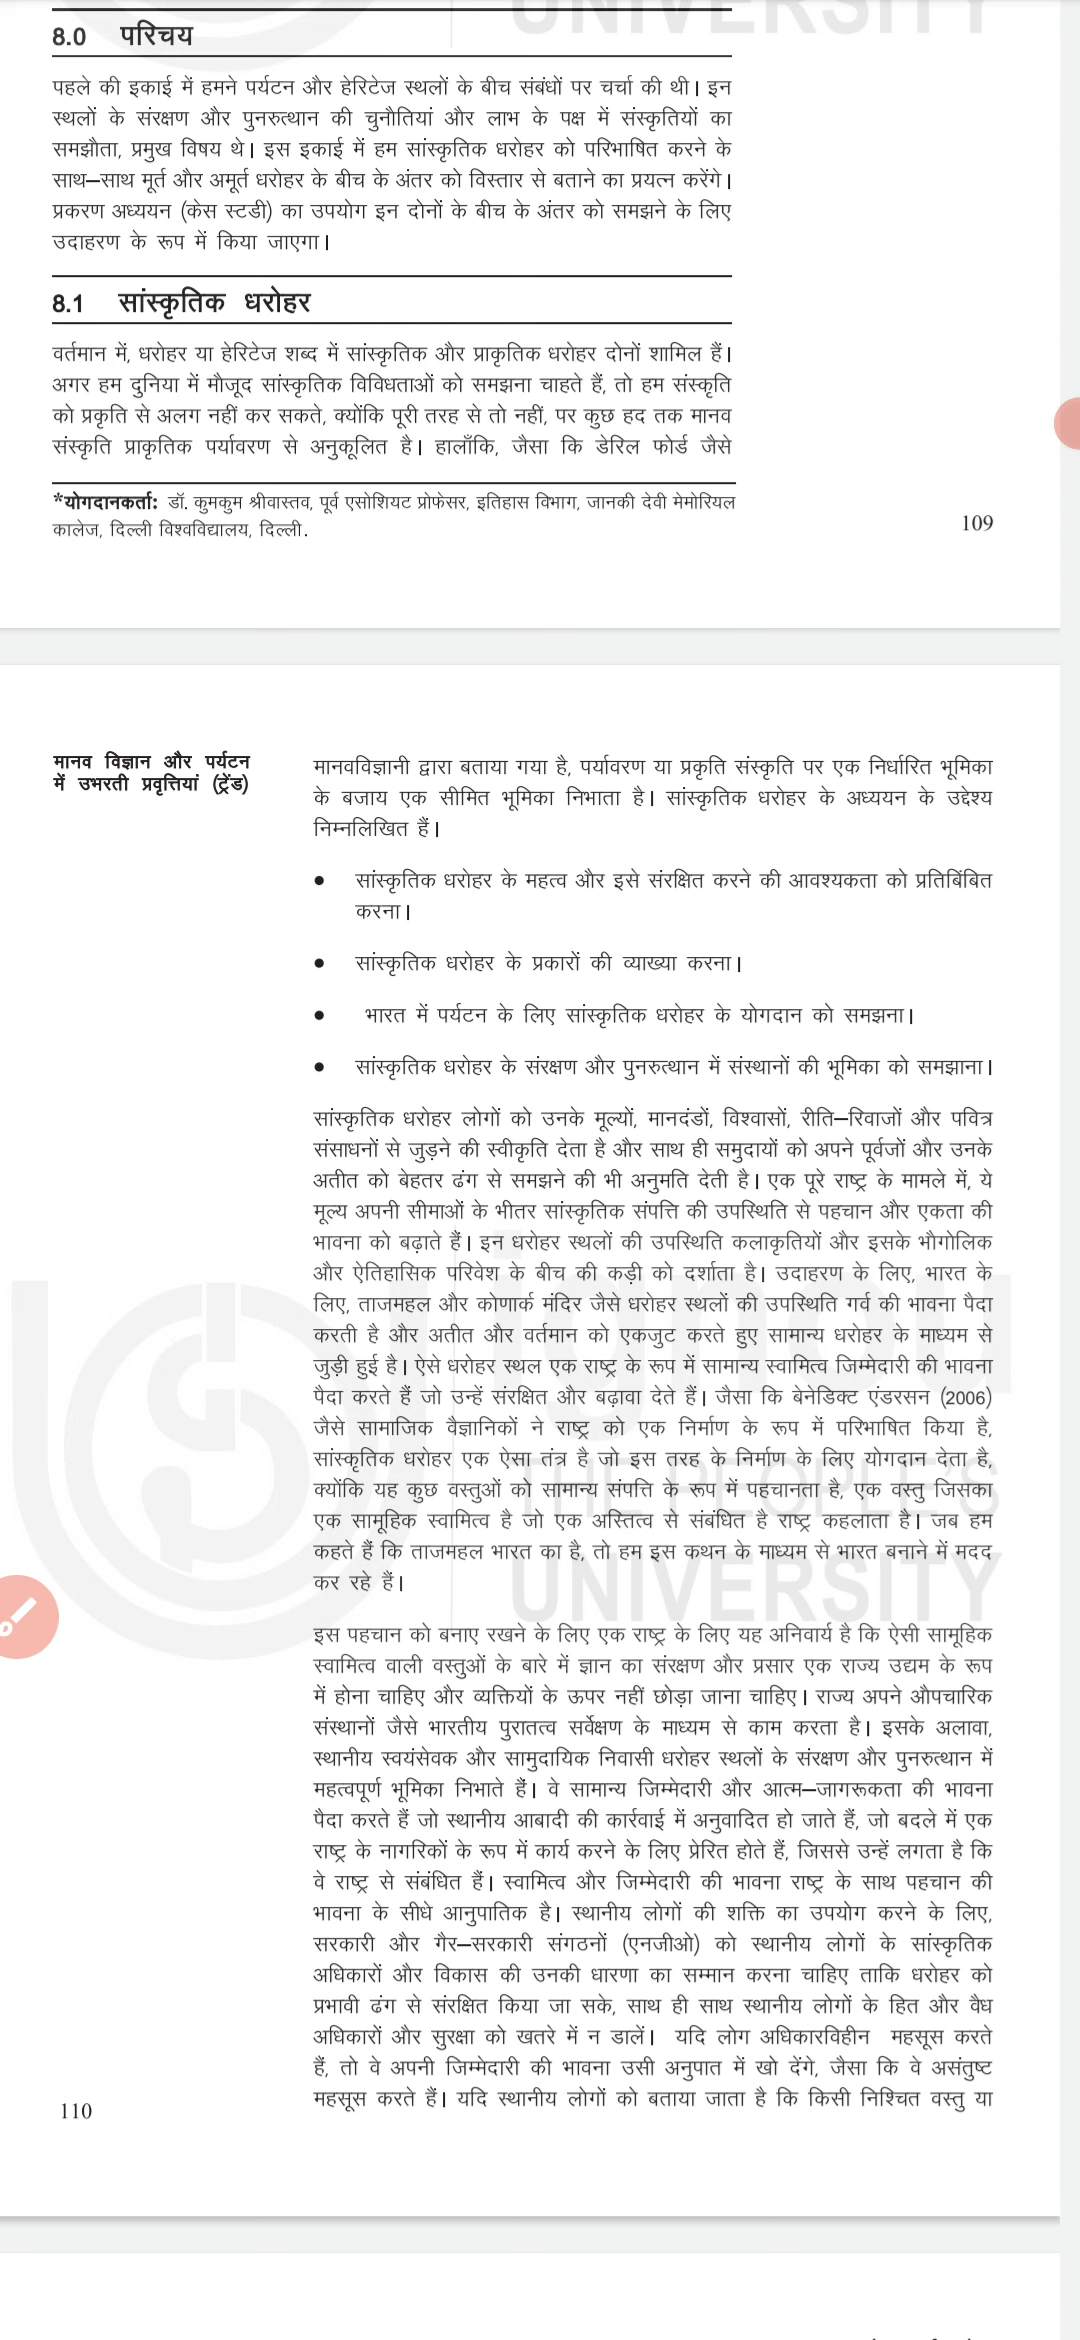 UNIVERSITY
8.0 परिचय
पहले की इकाई में हमने पर्यटन और हेरिटेज स्थलों के बीच संबंधों पर चर्चा की थी। इन
स्थलों के संरक्षण और पुनरुत्थान की चुनौतियां और लाभ के पक्ष में संस्कृतियों का
समझौता, प्रमुख विषय थे। इस इकाई में हम सांस्कृतिक धरोहर को परिभाषित करने के
साथ–साथ मूर्त और अमूर्त धरोहर के बीच के अंतर को विस्तार से बताने का प्रयत्न करेंगे।
प्रकरण अध्ययन (केस स्टडी) का उपयोग इन दोनों के बीच के अंतर को समझने के लिए
उदाहरण के रूप में किया जाएगा।
8.1 सांस्कृतिक धरोहर
वर्तमान में, धरोहर या हेरिटेज शब्द में सांस्कृतिक और प्राकृतिक धरोहर दोनों शामिल हैं।
अगर हम दुनिया में मौजूद सांस्कृतिक विविधताओं को समझना चाहते हैं, तो हम संस्कृति
को प्रकृति से अलग नहीं कर सकते, क्योंकि पूरी तरह से तो नहीं, पर कुछ हद तक मानव
संस्कृति प्राकृतिक पर्यावरण से अनुकूलित है। हालाँकि, जैसा कि डेरिल फोर्ड जैसे
*योगदानकर्ता: डॉ. कुमकुम श्रीवास्तव, पूर्व एसोशियट प्रोफ़ेसर, इतिहास विभाग, जानकी देवी मेमोरियल
कालेज, दिल्ली विश्वविद्यालय, दिल्ली.
109
मानव विज्ञान और पर्यटन
में उभरती प्रवृत्तियां (ट्रेंड)
मानवविज्ञानी द्वारा बताया गया है, पर्यावरण या प्रकृति संस्कृति पर एक निर्धारित भूमिका
के बजाय एक सीमित भूमिका निभाता है। सांस्कृतिक धरोहर के अध्ययन के उद्देश्य
निम्नलिखित हैं।
• सांस्कृतिक धरोहर के महत्व और इसे संरक्षित करने की आवश्यकता को प्रतिबिंबित
करना।
• सांस्कृतिक धरोहर के प्रकारों की व्याख्या करना।
• भारत में पर्यटन के लिए सांस्कृतिक धरोहर के योगदान को समझना।
• सांस्कृतिक धरोहर के संरक्षण और पुनरुत्थान में संस्थानों की भूमिका को समझाना।
सांस्कृतिक धरोहर लोगों को उनके मूल्यों, मानदंडों, विश्वासों, रीति–रिवाजों और पवित्र
संसाधनों से जुड़ने की स्वीकृति देता है और साथ ही समुदायों को अपने पूर्वजों और उनके
अतीत को बेहतर ढंग से समझने की भी अनुमति देती है। एक पूरे राष्ट्र के मामले में, ये
मूल्य अपनी सीमाओं के भीतर सांस्कृतिक संपत्ति की उपस्थिति से पहचान और एकता की
भावना को बढ़ाते हैं। इन धरोहर स्थलों की उपस्थिति कलाकृतियों और इसके भौगोलिक
और ऐतिहासिक परिवेश के बीच की कड़ी को दर्शाता है। उदाहरण के लिए, भारत के
लिए, ताजमहल और कोणार्क मंदिर जैसे धरोहर स्थलों की उपस्थिति गर्व की भावना पैदा
करती है और अतीत और वर्तमान को एकजुट करते हुए सामान्य धरोहर के माध्यम से
जुड़ी हुई है। ऐसे धरोहर स्थल एक राष्ट्र के रूप में सामान्य स्वामित्व जिम्मेदारी की भावना
पैदा करते हैं जो उन्हें संरक्षित और बढ़ावा देते हैं। जैसा कि बेनेडिक्ट एंडरसन (2006)
जैसे सामाजिक वैज्ञानिकों ने राष्ट्र को एक निर्माण के रूप में परिभाषित किया है,
सांस्कृतिक धरोहर एक ऐसा तंत्र है जो इस तरह के निर्माण के लिए योगदान देता है,
क्योंकि यह कुछ वस्तुओं को सामान्य संपत्ति के रूप में पहचानता है, एक वस्तु जिसका
एक सामूहिक स्वामित्व है जो एक अस्तित्व से संबंधित है राष्ट्र कहलाता है। जब हम
कहते हैं कि ताजमहल भारत का है, तो हम इस कथन के माध्यम से भारत बनाने में मदद
कर रहे हैं।
ignou
THE PEOPLE'S
UNIVERSITY
इस पहचान को बनाए रखने के लिए एक राष्ट्र के लिए यह अनिवार्य है कि ऐसी सामूहिक
स्वामित्व वाली वस्तुओं के बारे में ज्ञान का संरक्षण और प्रसार एक राज्य उद्यम के रूप
में होना चाहिए और व्यक्तियों के ऊपर नहीं छोड़ा जाना चाहिए। राज्य अपने औपचारिक
संस्थानों जैसे भारतीय पुरातत्व सर्वेक्षण के माध्यम से काम करता है। इसके अलावा,
स्थानीय स्वयंसेवक और सामुदायिक निवासी धरोहर स्थलों के संरक्षण और पुनरुत्थान में
महत्वपूर्ण भूमिका निभाते हैं। वे सामान्य जिम्मेदारी और आत्म–जागरूकता की भावना
पैदा करते हैं जो स्थानीय आबादी की कार्रवाई में अनुवादित हो जाते हैं, जो बदले में एक
राष्ट्र के नागरिकों के रूप में कार्य करने के लिए प्रेरित होते हैं, जिससे उन्हें लगता है कि
वे राष्ट्र से संबंधित हैं। स्वामित्व और जिम्मेदारी की भावना राष्ट्र के साथ पहचान की
भावना के सीधे आनुपातिक है। स्थानीय लोगों की शक्ति का उपयोग करने के लिए,
सरकारी और गैर–सरकारी संगठनों (एनजीओ) को स्थानीय लोगों के सांस्कृतिक
अधिकारों और विकास की उनकी धारणा का सम्मान करना चाहिए ताकि धरोहर को
प्रभावी ढंग से संरक्षित किया जा सके, साथ ही साथ स्थानीय लोगों के हित और वैध
अधिकारों और सुरक्षा को खतरे में न डालें। यदि लोग अधिकारविहीन महसूस करते
हैं, तो वे अपनी जिम्मेदारी की भावना उसी अनुपात में खो देंगे, जैसा कि वे असंतुष्ट
महसूस करते हैं। यदि स्थानीय लोगों को बताया जाता है कि किसी निश्चित वस्तु या
110